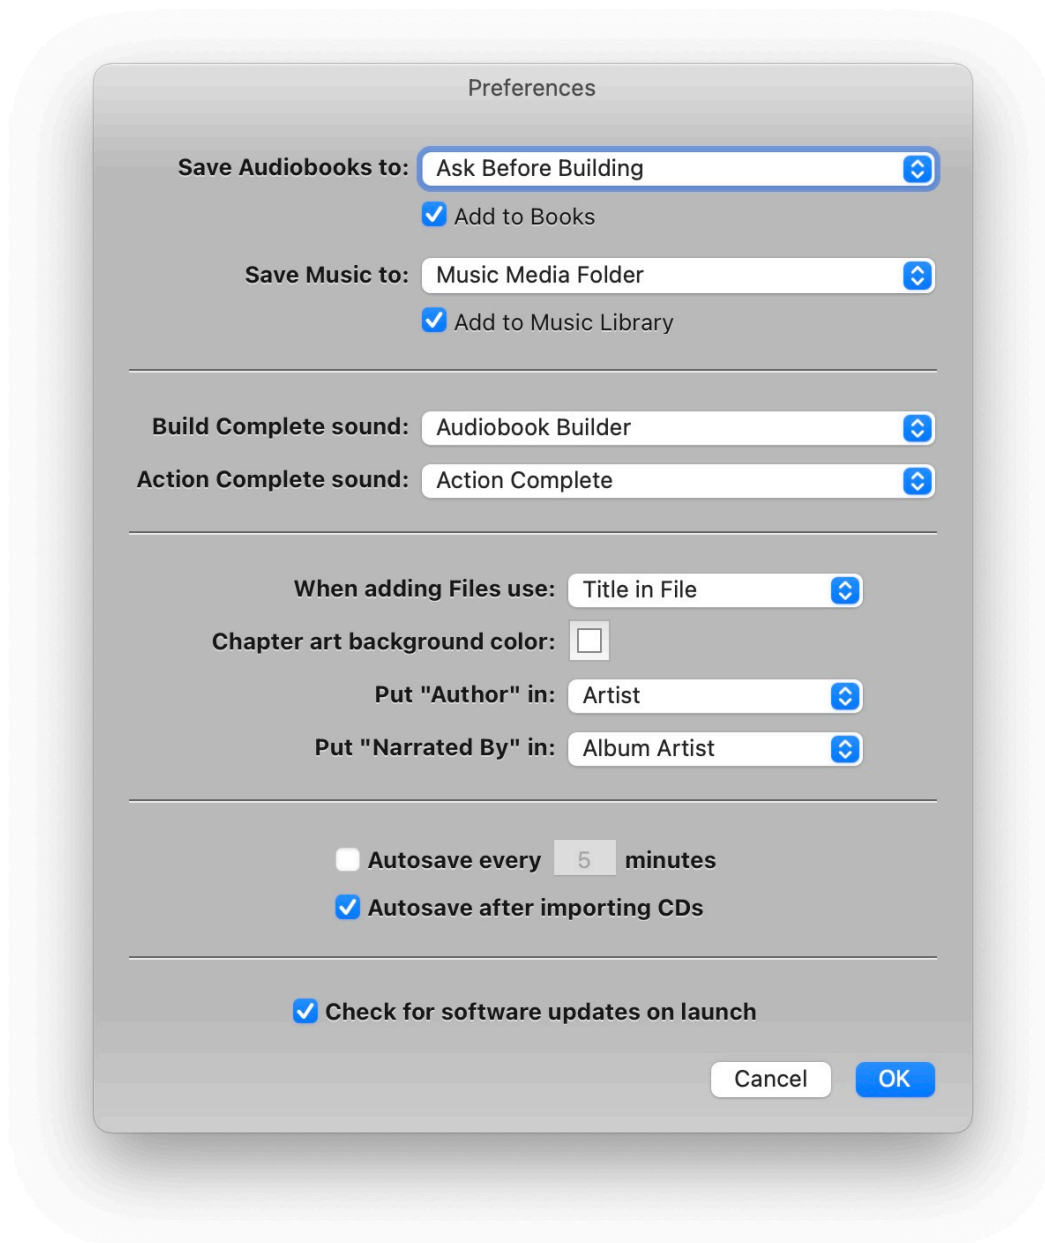 Preferences
Save Audiobooks to: Ask Before Building
Add to Books
Save Music to: Music Media Folder
Add to Music Library
Build Complete sound: Audiobook Builder
Action Complete sound: Action Complete
When adding Files use: Title in File
Chapter art background color:
Put "Author" in: Artist
Put "Narrated By" in: Album Artist
Autosave every 5 minutes
Autosave after importing CDs
Check for software updates on launch
Cancel OK